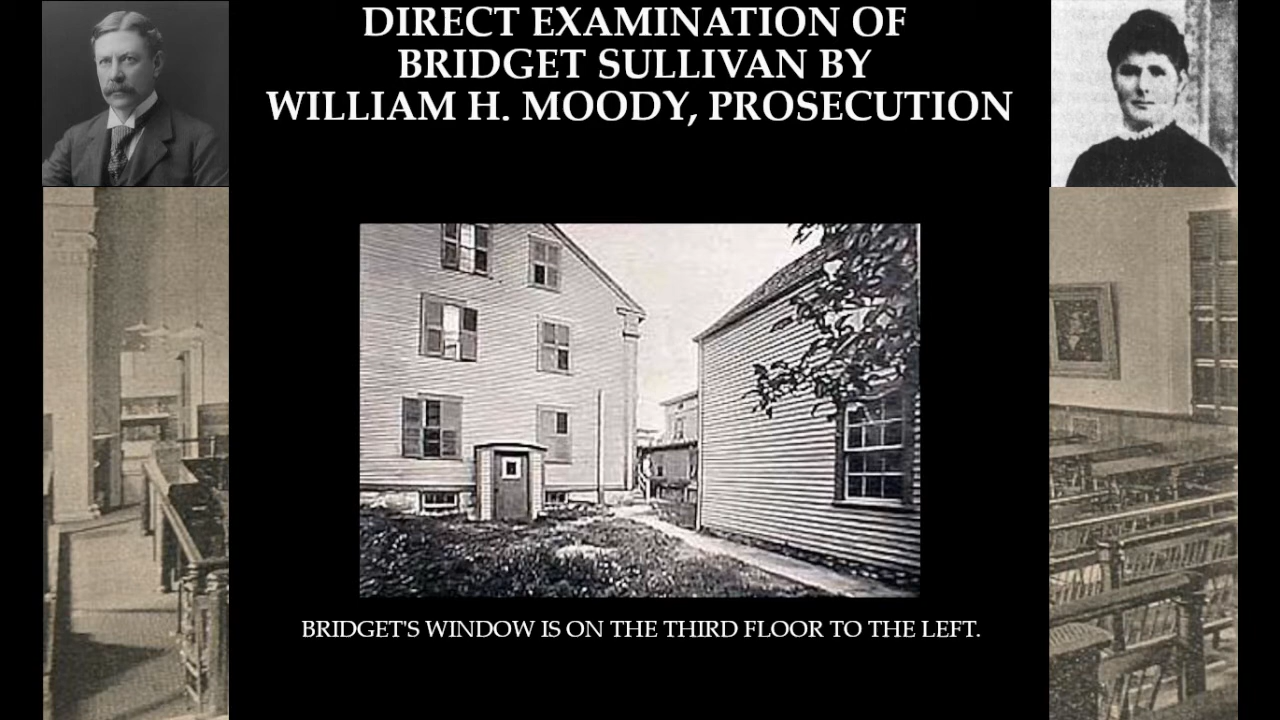 DIRECT EXAMINATION OF
BRIDGET SULLIVAN BY
WILLIAM H. MOODY, PROSECUTION
BRIDGET'S WINDOW IS ON THE THIRD FLOOR TO THE LEFT.